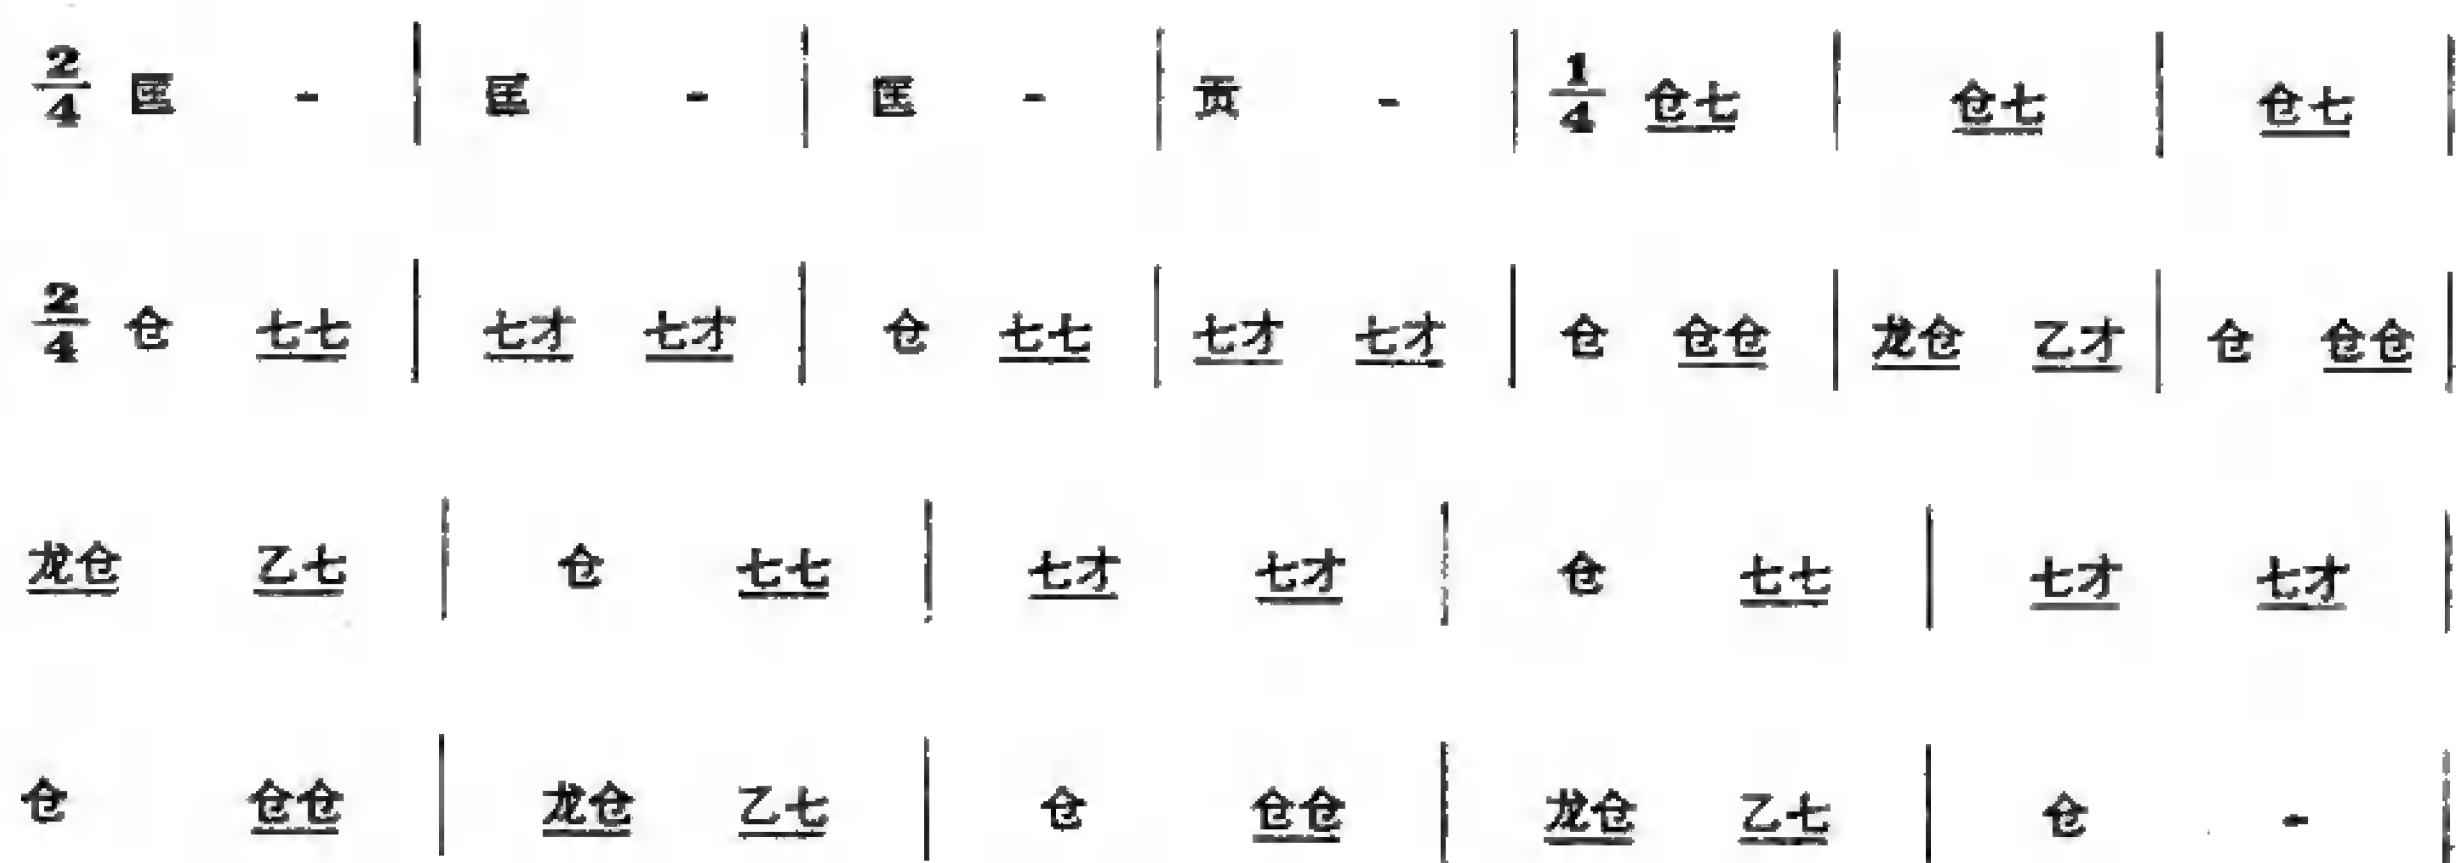 2/4 匡 - | 匡 - | 匡 - | 贡 - | 1/4 仓七 | 仓七 | 仓七 |
2/4 仓 七七 | 七才 七才 | 仓 七七 | 七才 七才 | 仓 仓仓 | 龙仓 乙才 | 仓 仓仓 |
龙仓 乙七 | 仓 七七 | 七才 七才 | 仓 七七 | 七才 七才 |
仓 仓仓 | 龙仓 乙七 | 仓 仓仓 | 龙仓 乙七 | 仓 - |